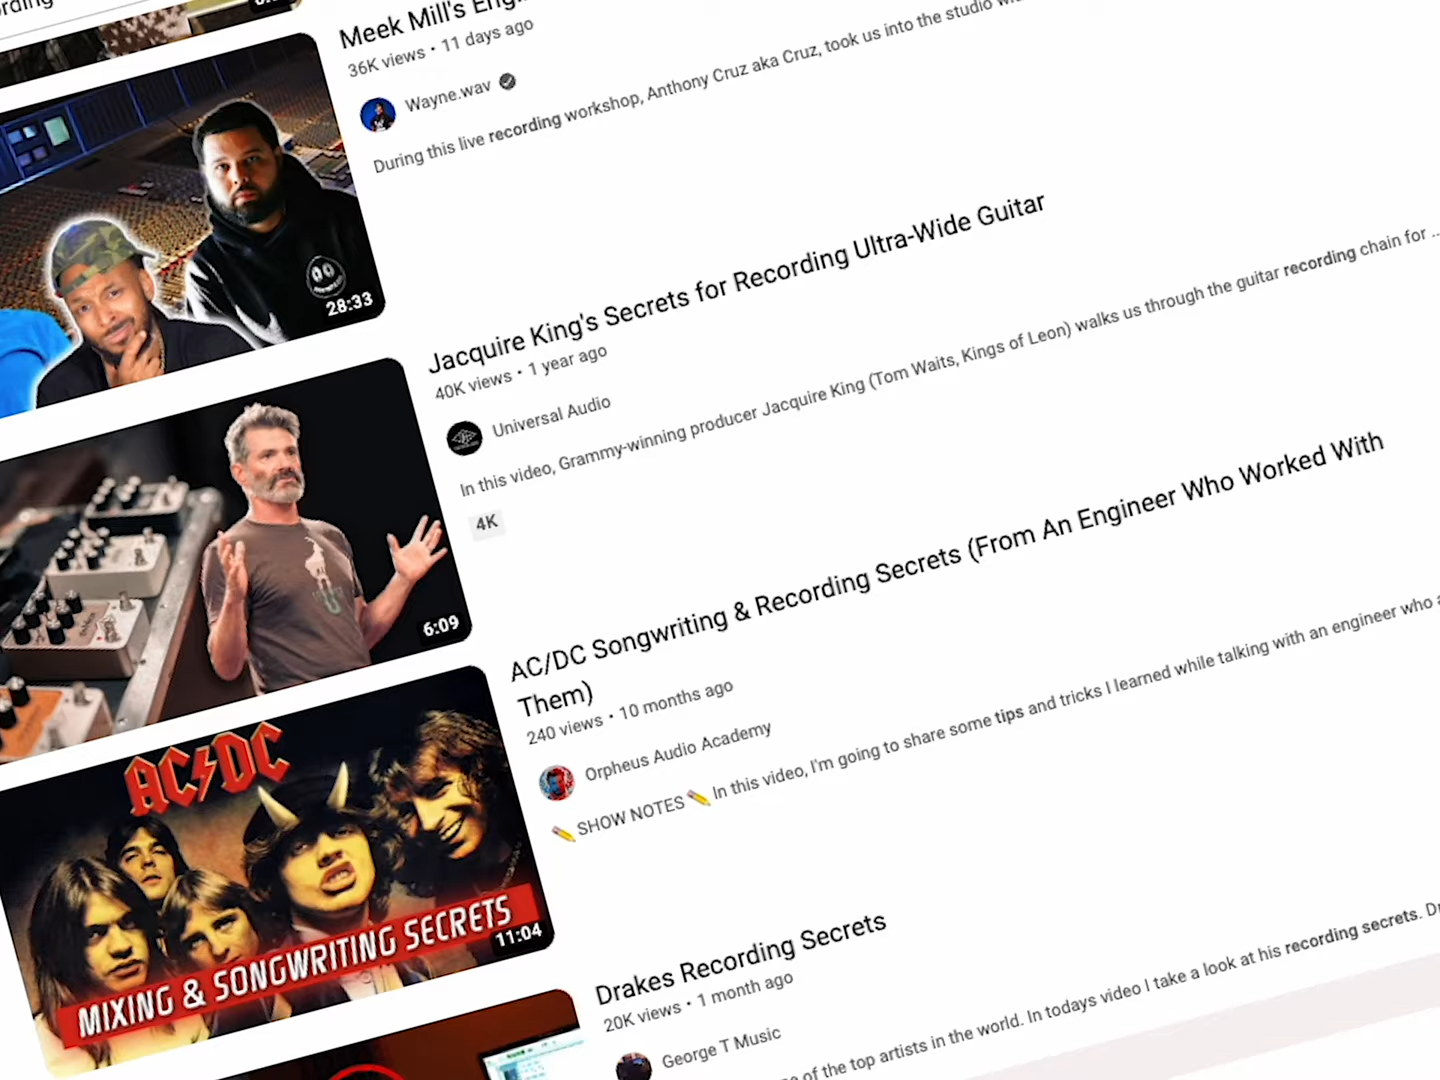 Meek Mill's
36K views • 11 days ago
Wayne.wav
During this live recording workshop, Anthony Cruz aka Cruz, took us into the studio
28:33
Jacquire King's Secrets for Recording Ultra-Wide Guitar
40K views • 1 year ago
Universal Audio
In this video, Grammy-winning producer Jacquire King (Tom Waits, Kings of Leon) walks us through the guitar recording chain for ...
4K
6:09
AC/DC Songwriting & Recording Secrets (From An Engineer Who Worked With
Them)
240 views • 10 months ago
Orpheus Audio Academy
✏️ SHOW NOTES ✏️ In this video, I'm going to share some tips and tricks I learned while talking with an engineer who
AC/DC
MIXING & SONGWRITING SECRETS
11:04
Drakes Recording Secrets
20K views • 1 month ago
George T Music
of the top artists in the world. In todays video I take a look at his recording secrets.